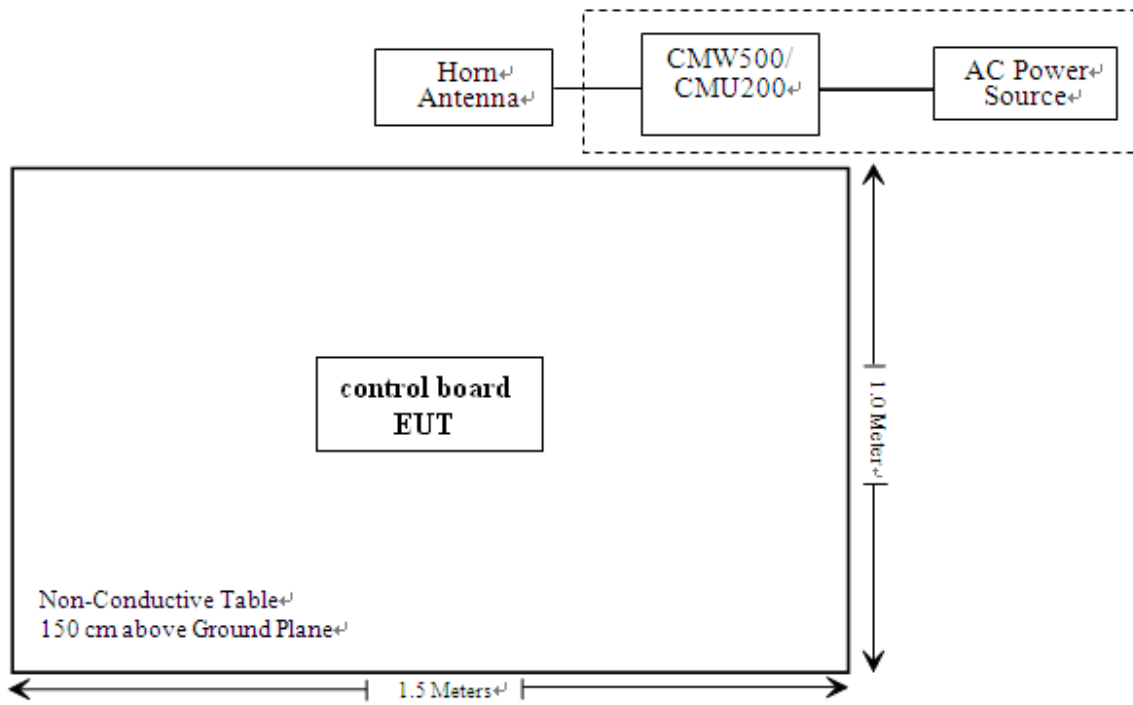 Horn↵
Antenna↵
CMW500/
CMU200↵
AC Power↵
Source↵
control board
EUT
1.0 Meter↵
Non-Conductive Table↵
150 cm above Ground Plane↵
1.5 Meters↵